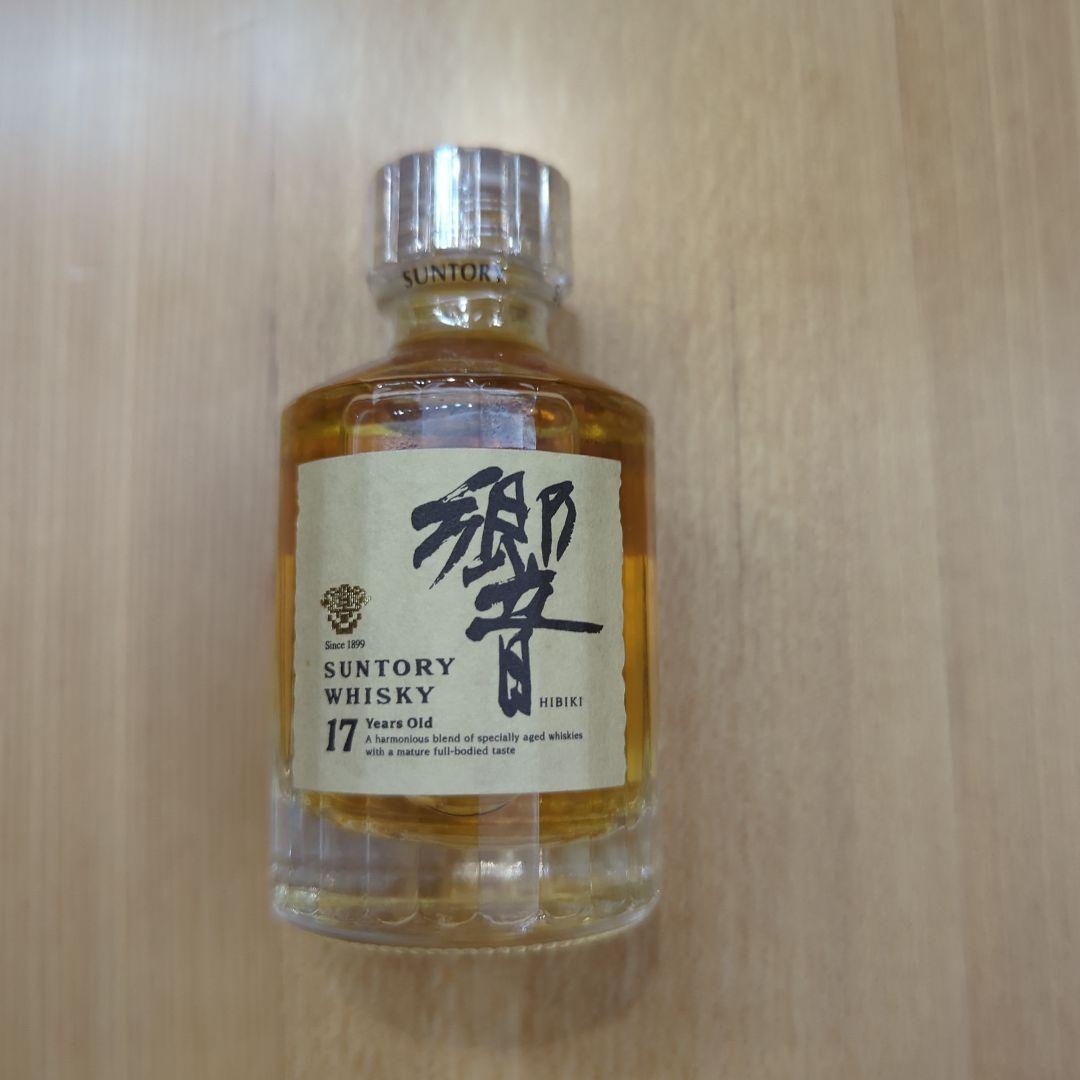 SUNTORY
響
Since 1899
SUNTORY
WHISKY
HIBIKI
17 Years Old
A harmonious blend of specially aged whiskies
with a mature full-bodied taste